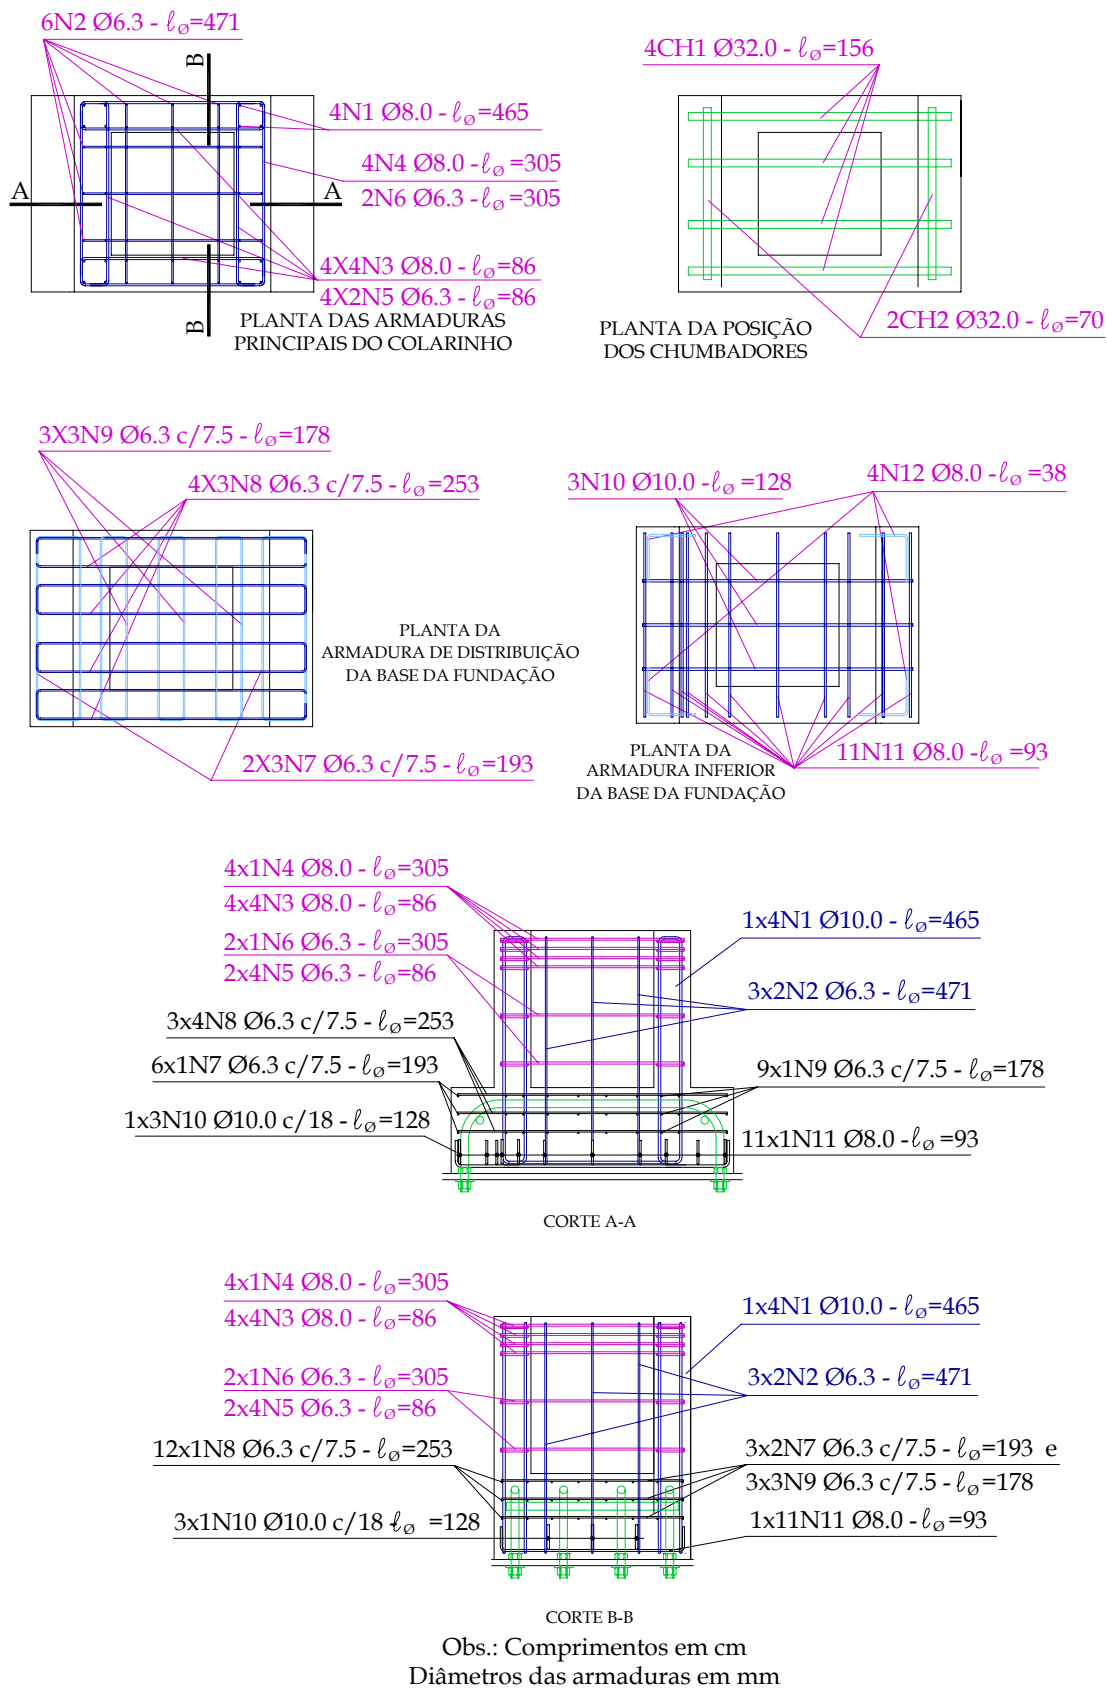 6N2 Ø6.3 - ℓø=471
B
4N1 Ø8.0 - ℓø=465
4N4 Ø8.0 -ℓø =305
2N6 Ø6.3 -ℓø =305
A
A
4X4N3 Ø8.0 - ℓø=86
4X2N5 Ø6.3 - ℓø=86
B
PLANTA DAS ARMADURAS
PRINCIPAIS DO COLARINHO
4CH1 Ø32.0 - ℓø=156
2CH2 Ø32.0 - ℓø=70
PLANTA DA POSIÇÃO
DOS CHUMBADORES
3X3N9 Ø6.3 c/7.5 - ℓø=178
4X3N8 Ø6.3 c/7.5 - ℓø=253
PLANTA DA
ARMADURA DE DISTRIBUIÇÃO
DA BASE DA FUNDAÇÃO
2X3N7 Ø6.3 c/7.5 - ℓø=193
3N10 Ø10.0 -ℓø =128
4N12 Ø8.0 -ℓø =38
11N11 Ø8.0 -ℓø =93
PLANTA DA
ARMADURA INFERIOR
DA BASE DA FUNDAÇÃO
4x1N4 Ø8.0 - ℓø=305
4x4N3 Ø8.0 - ℓø=86
2x1N6 Ø6.3 - ℓø=305
2x4N5 Ø6.3 - ℓø=86
3x4N8 Ø6.3 c/7.5 - ℓø=253
6x1N7 Ø6.3 c/7.5 - ℓø=193
1x3N10 Ø10.0 c/18 - ℓø=128
1x4N1 Ø10.0 - ℓø=465
3x2N2 Ø6.3 - ℓø=471
9x1N9 Ø6.3 c/7.5 - ℓø=178
11x1N11 Ø8.0 -ℓø=93
CORTE A-A
4x1N4 Ø8.0 - ℓø=305
4x4N3 Ø8.0 - ℓø=86
2x1N6 Ø6.3 - ℓø=305
2x4N5 Ø6.3 - ℓø=86
12x1N8 Ø6.3 c/7.5 - ℓø=253
3x1N10 Ø10.0 c/18 -ℓø =128
1x4N1 Ø10.0 - ℓø=465
3x2N2 Ø6.3 - ℓø=471
3x2N7 Ø6.3 c/7.5 - ℓø=193 e
3x3N9 Ø6.3 c/7.5 - ℓø=178
1x11N11 Ø8.0 -ℓø=93
CORTE B-B
Obs.: Comprimentos em cm
Diâmetros das armaduras em mm